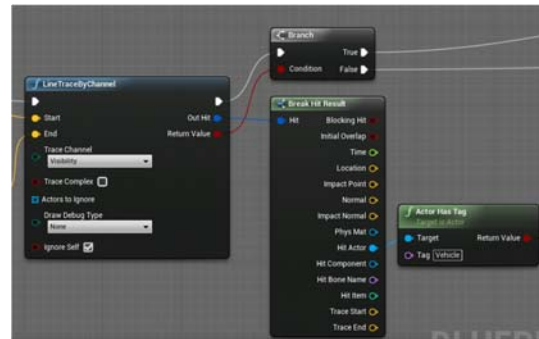 LineTraceByChannel
Start
Out Hit
End
Return Value
Trace Channel
Visibility
Trace Complex
Actors to Ignore
Draw Debug Type
None
Ignore Self
Branch
True
Condition
False
Break Hit Result
Hit
Blocking Hit
Initial Overlap
Time
Location
Impact Point
Normal
Impact Normal
Phys Mat
Hit Actor
Hit Component
Hit Bone Name
Hit Item
Trace Start
Trace End
Actor Has Tag
Target is Actor
Target
Return Value
Tag Vehicle